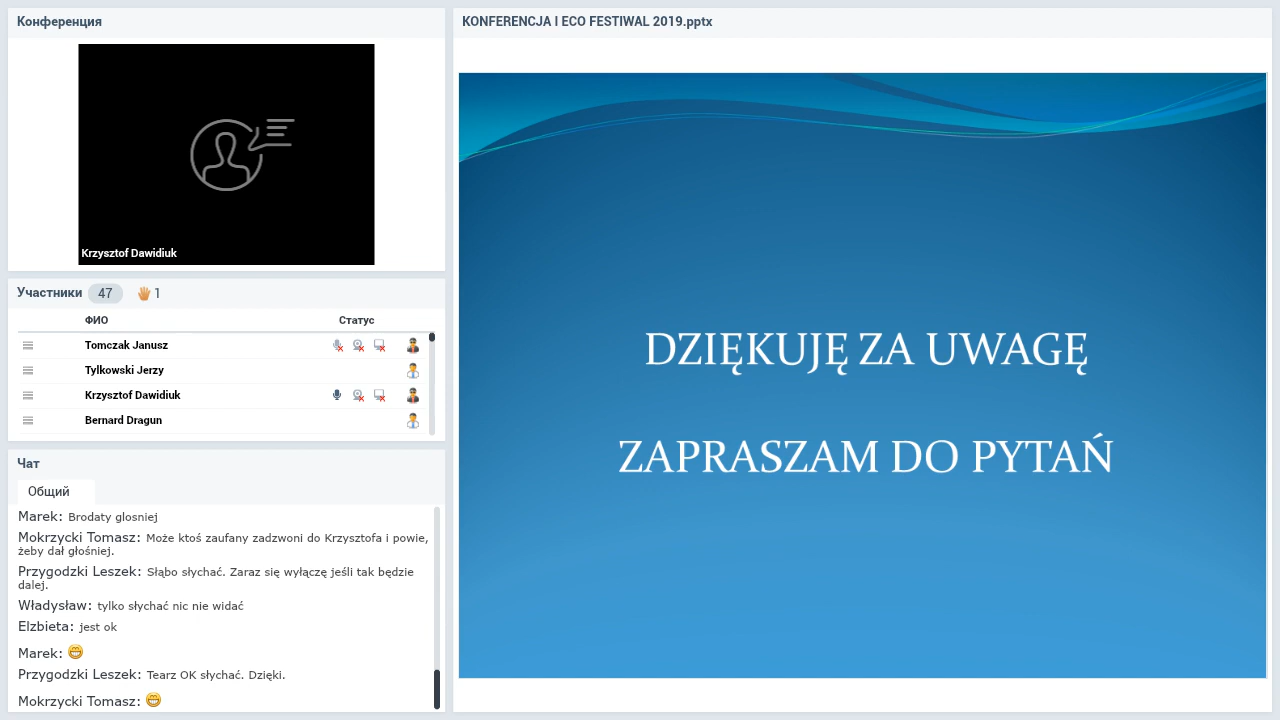 Конференция
Krzysztof Dawidiuk
Участники 47 1
ФИО Статус
Tomczak Janusz
Tylkowski Jerzy
Krzysztof Dawidiuk
Bernard Dragun
Чат
Общий
Marek: Brodaty glosniej
Mokrzycki Tomasz: Może ktoś zaufany zadzwoni do Krzysztofa i powie,
żeby dał głośniej.
Przygodzki Leszek: Słąbo słychać. Zaraz się wyłączę jeśli tak będzie
dalej.
Władysław: tylko słychać nic nie widać
Elzbieta: jest ok
Marek:
Przygodzki Leszek: Tearz OK słychać. Dzięki.
Mokrzycki Tomasz:
KONFERENCJA I ECO FESTIWAL 2019.pptx
DZIĘKUJĘ ZA UWAGĘ
ZAPRASZAM DO PYTAŃ